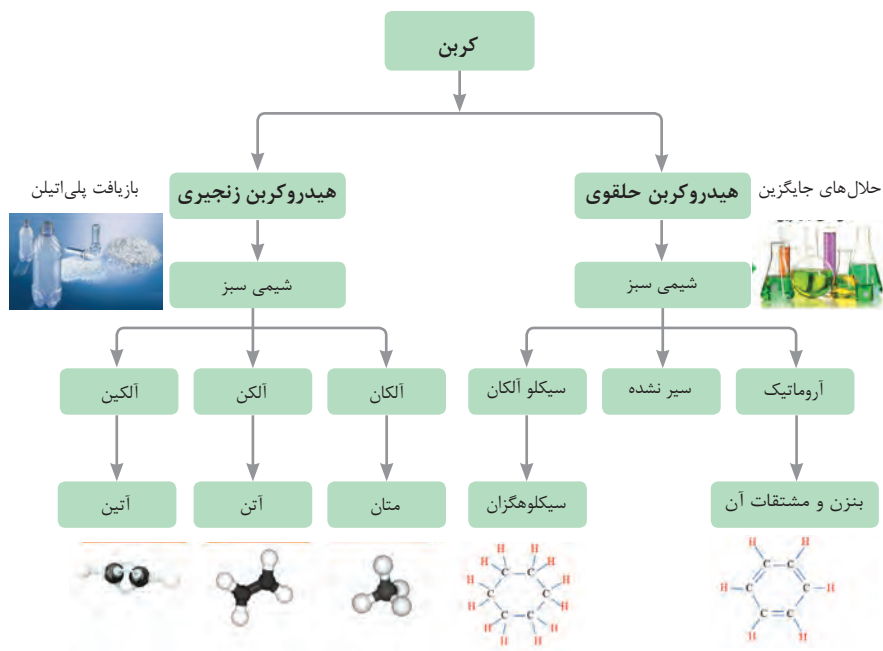 کربن
هیدروکربن حلقوی
هیدروکربن زنجیری
حلال‌های جایگزین
بازیافت پلی‌اتیلن
شیمی سبز
شیمی سبز
آروماتیک
سیر نشده
سیکلو آلکان
آلکان
آلکن
آلکین
بنزن و مشتقات آن
سیکلوهگزان
متان
آتن
آتین
H H
H C C H
H C C H
H H
C C
H H
H H
H H
C C
H C C H
C C
H H